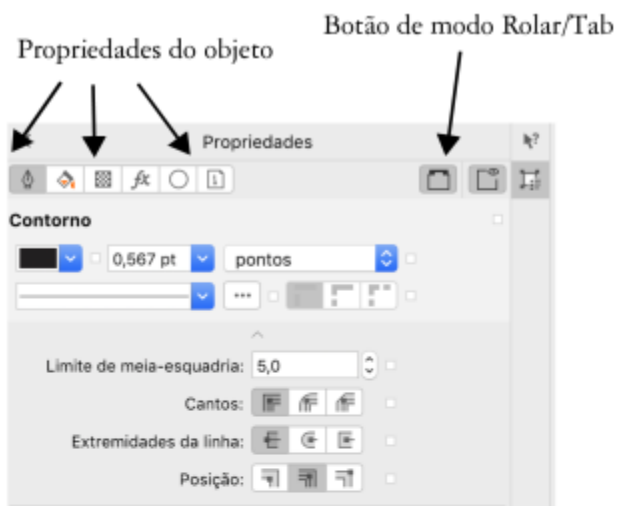 Botão de modo Rolar/Tab
Propriedades do objeto
Propriedades
fx
Contorno
0,567 pt
pontos
Limite de meia-esquadria: 5,0
Cantos:
Extremidades da linha:
Posição: